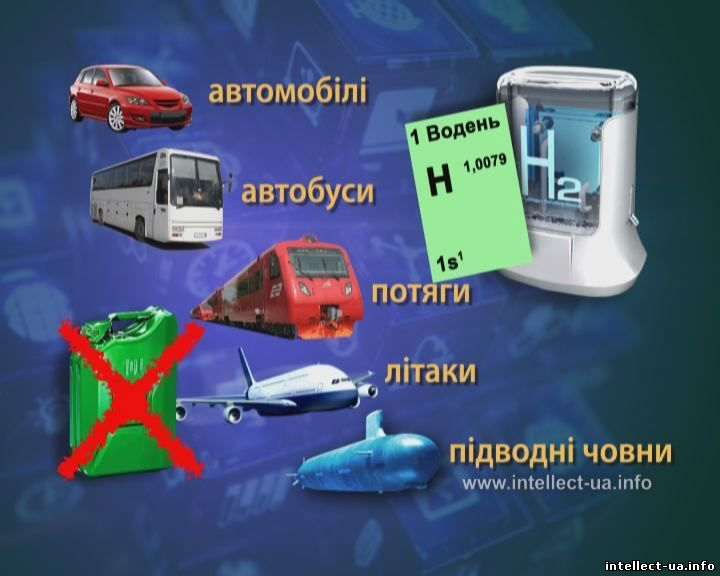 автомобілі
1 Водень
H 1,0079
1s¹
H2
автобуси
потяги
літаки
підводні човни
www.intellect-ua.info
intellect-ua.info